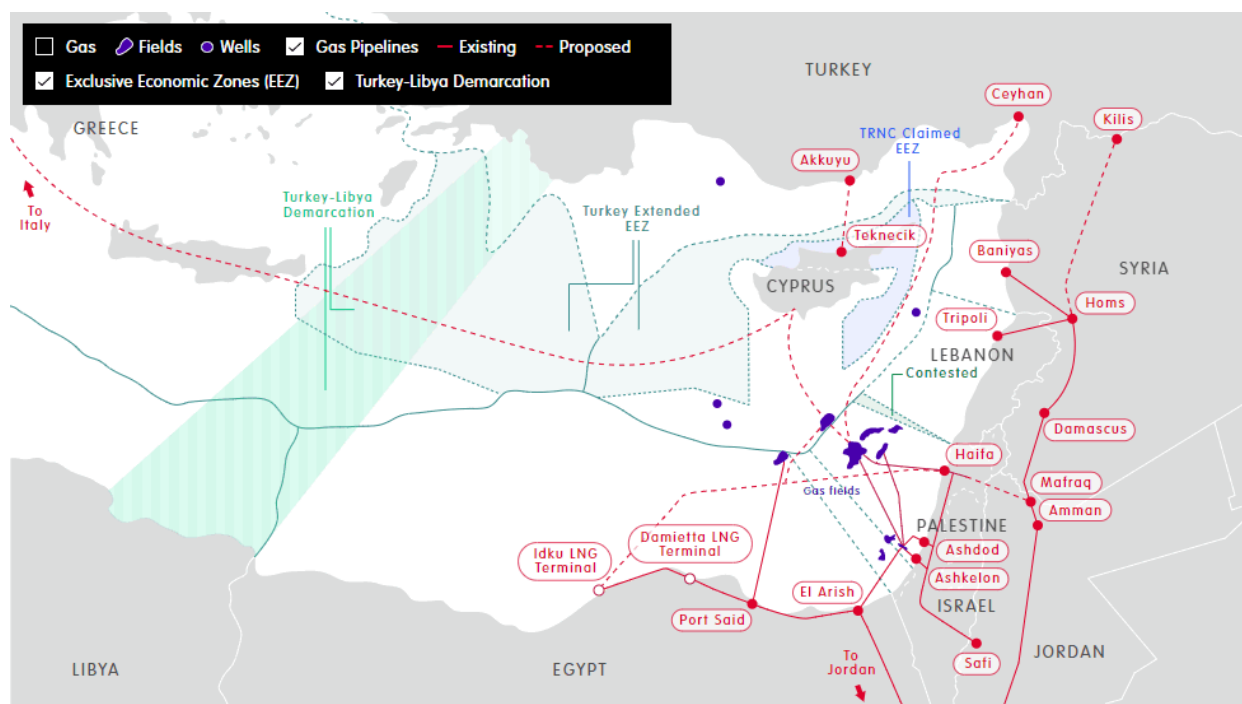 Gas Fields Wells Gas Pipelines Existing Proposed
Exclusive Economic Zones (EEZ) Turkey-Libya Demarcation
TURKEY
Ceyhan
Kilis
GREECE
TRNC Claimed
EEZ
Akkuyu
To
Italy
Turkey-Libya
Demarcation
Turkey Extended
EEZ
Teknecik
Baniyas
SYRIA
CYPRUS
Homs
Tripoli
LEBANON
Contested
Damascus
Haifa
Gas fields
Mafraq
Amman
PALESTINE
Damietta LNG
Terminal
Idku LNG
Terminal
Ashdod
Ashkelon
El Arish
ISRAEL
Port Said
To
Jordan
Safi
JORDAN
LIBYA
EGYPT